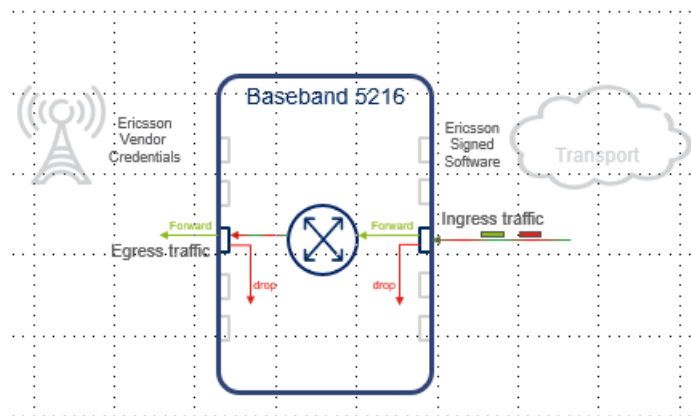 Baseband 5216
Ericsson
Vendor
Credentials
Ericsson
Signed
Software
Transport
Forward
Forward
Ingress traffic
Egress traffic
drop
drop